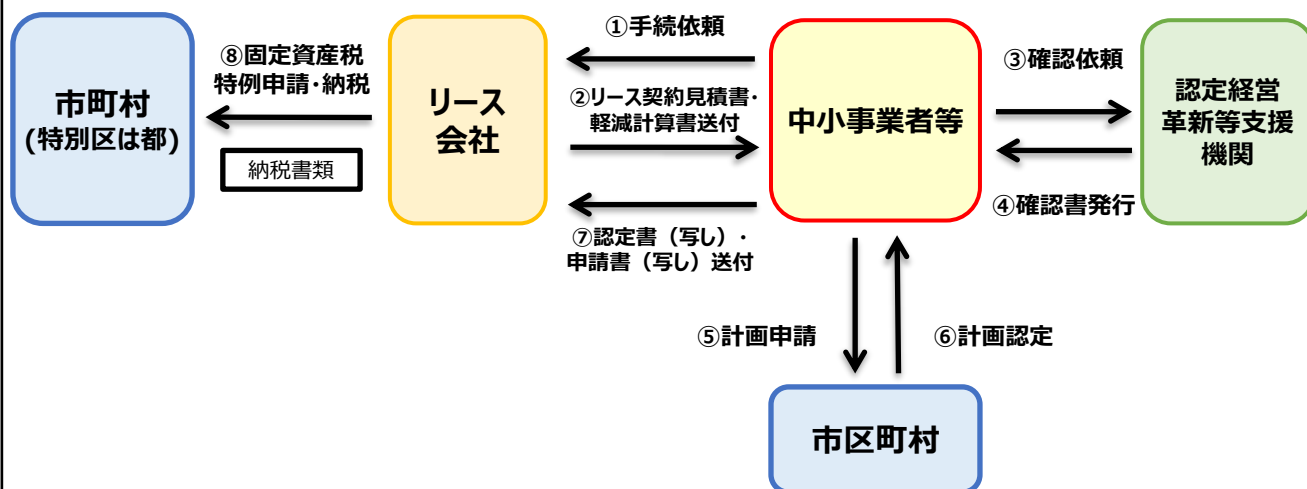 市町村
(特別区は都)
⑧固定資産税
特例申請・納税
納税書類
リース
会社
①手続依頼
②リース契約見積書・
軽減計算書送付
⑦認定書（写し）・
申請書（写し）送付
中小事業者等
③確認依頼
④確認書発行
認定経営
革新等支援
機関
⑤計画申請
⑥計画認定
市区町村